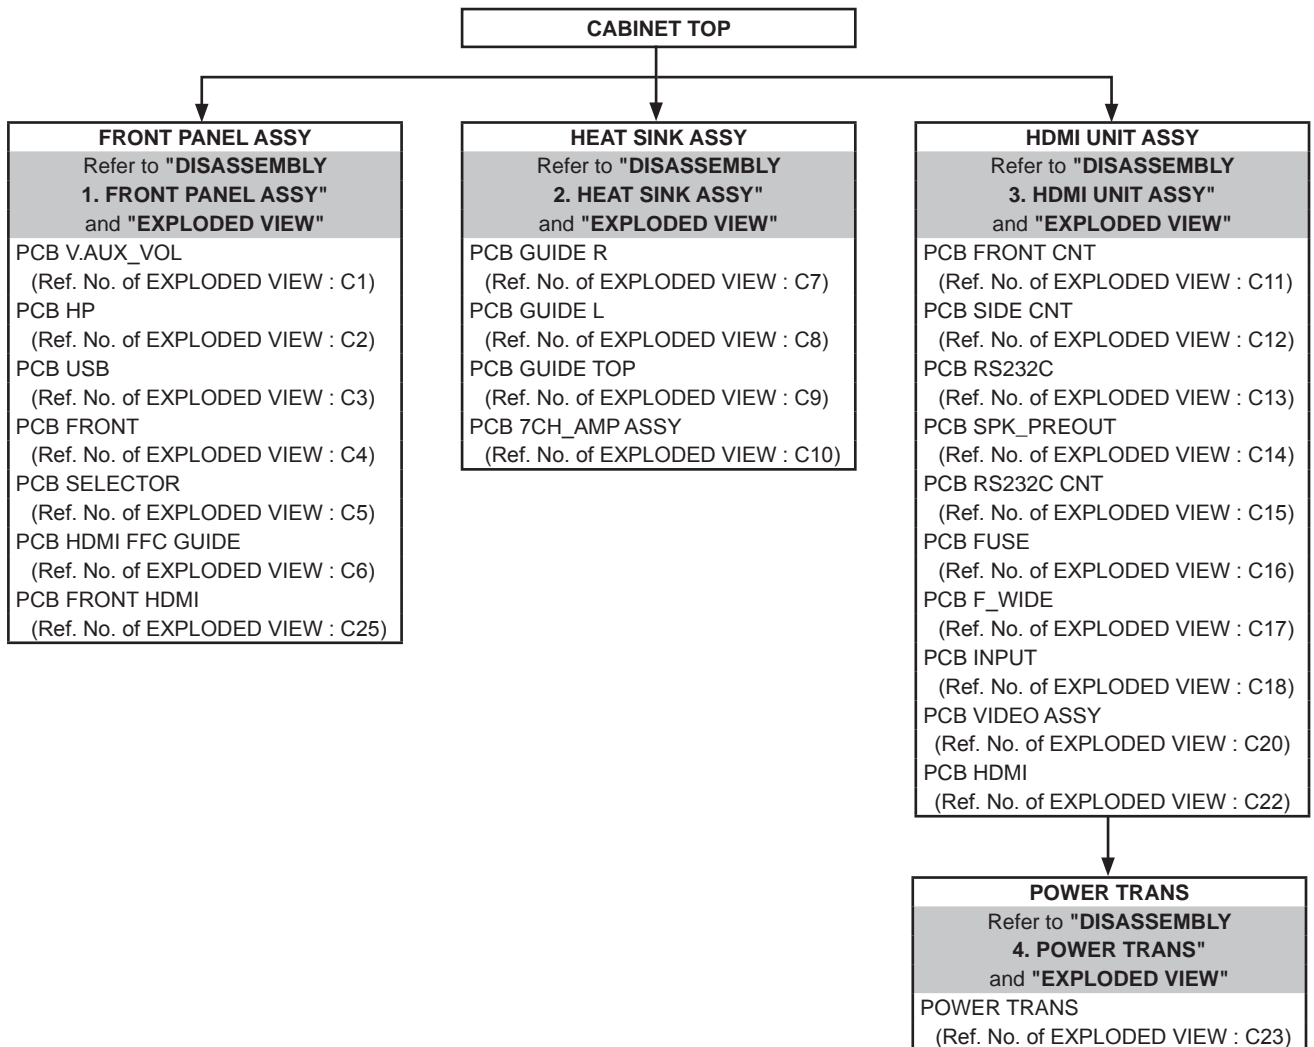 CABINET TOP
FRONT PANEL ASSY
Refer to "DISASSEMBLY
1. FRONT PANEL ASSY"
and "EXPLODED VIEW"
PCB V.AUX_VOL
(Ref. No. of EXPLODED VIEW : C1)
PCB HP
(Ref. No. of EXPLODED VIEW : C2)
PCB USB
(Ref. No. of EXPLODED VIEW : C3)
PCB FRONT
(Ref. No. of EXPLODED VIEW : C4)
PCB SELECTOR
(Ref. No. of EXPLODED VIEW : C5)
PCB HDMI FFC GUIDE
(Ref. No. of EXPLODED VIEW : C6)
PCB FRONT HDMI
(Ref. No. of EXPLODED VIEW : C25)
HEAT SINK ASSY
Refer to "DISASSEMBLY
2. HEAT SINK ASSY"
and "EXPLODED VIEW"
PCB GUIDE R
(Ref. No. of EXPLODED VIEW : C7)
PCB GUIDE L
(Ref. No. of EXPLODED VIEW : C8)
PCB GUIDE TOP
(Ref. No. of EXPLODED VIEW : C9)
PCB 7CH_AMP ASSY
(Ref. No. of EXPLODED VIEW : C10)
HDMI UNIT ASSY
Refer to "DISASSEMBLY
3. HDMI UNIT ASSY"
and "EXPLODED VIEW"
PCB FRONT CNT
(Ref. No. of EXPLODED VIEW : C11)
PCB SIDE CNT
(Ref. No. of EXPLODED VIEW : C12)
PCB RS232C
(Ref. No. of EXPLODED VIEW : C13)
PCB SPK_PREOUT
(Ref. No. of EXPLODED VIEW : C14)
PCB RS232C CNT
(Ref. No. of EXPLODED VIEW : C15)
PCB FUSE
(Ref. No. of EXPLODED VIEW : C16)
PCB F_WIDE
(Ref. No. of EXPLODED VIEW : C17)
PCB INPUT
(Ref. No. of EXPLODED VIEW : C18)
PCB VIDEO ASSY
(Ref. No. of EXPLODED VIEW : C20)
PCB HDMI
(Ref. No. of EXPLODED VIEW : C22)
POWER TRANS
Refer to "DISASSEMBLY
4. POWER TRANS"
and "EXPLODED VIEW"
POWER TRANS
(Ref. No. of EXPLODED VIEW : C23)